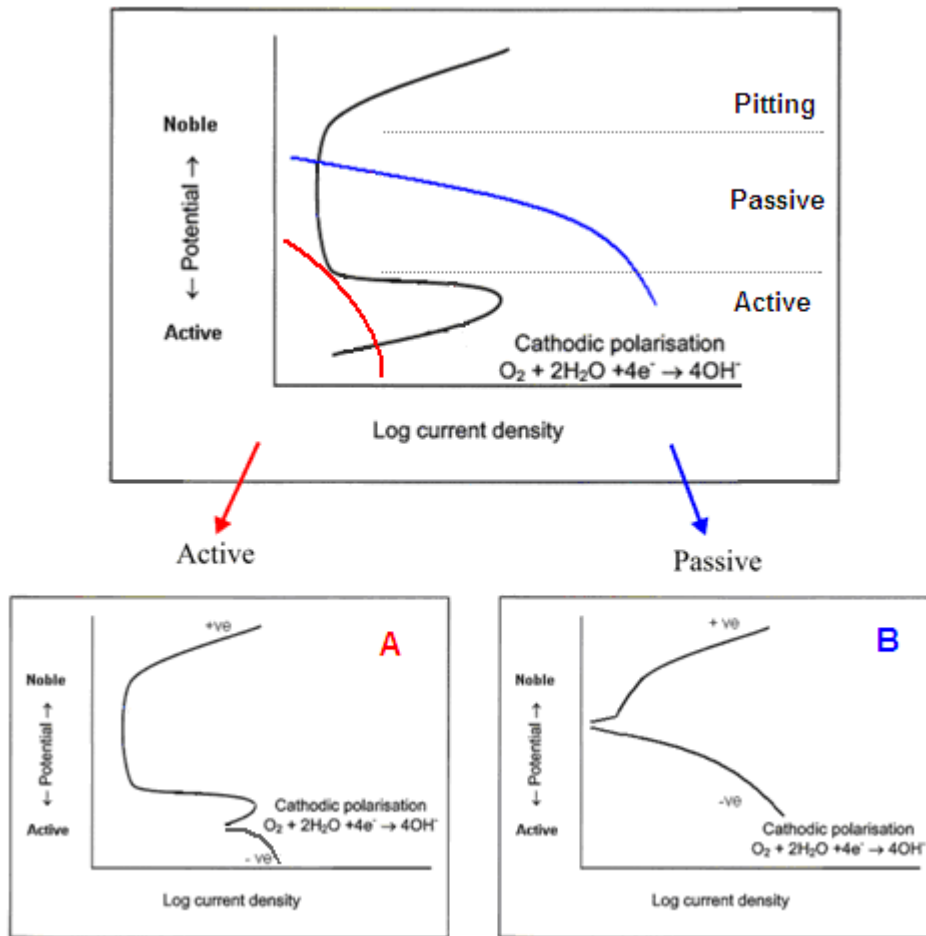 Noble
← Potential →
Active
Pitting
Passive
Active
Cathodic polarisation
O₂ + 2H₂O +4e⁻ → 4OH⁻
Log current density
Active
Passive
A
+ve
Noble
← Potential →
Active
Cathodic polarisation
O₂ + 2H₂O +4e⁻ → 4OH⁻
- ve
Log current density
B
+ ve
Noble
← Potential →
Active
-ve
Cathodic polarisation
O₂ + 2H₂O +4e⁻ → 4OH⁻
Log current density